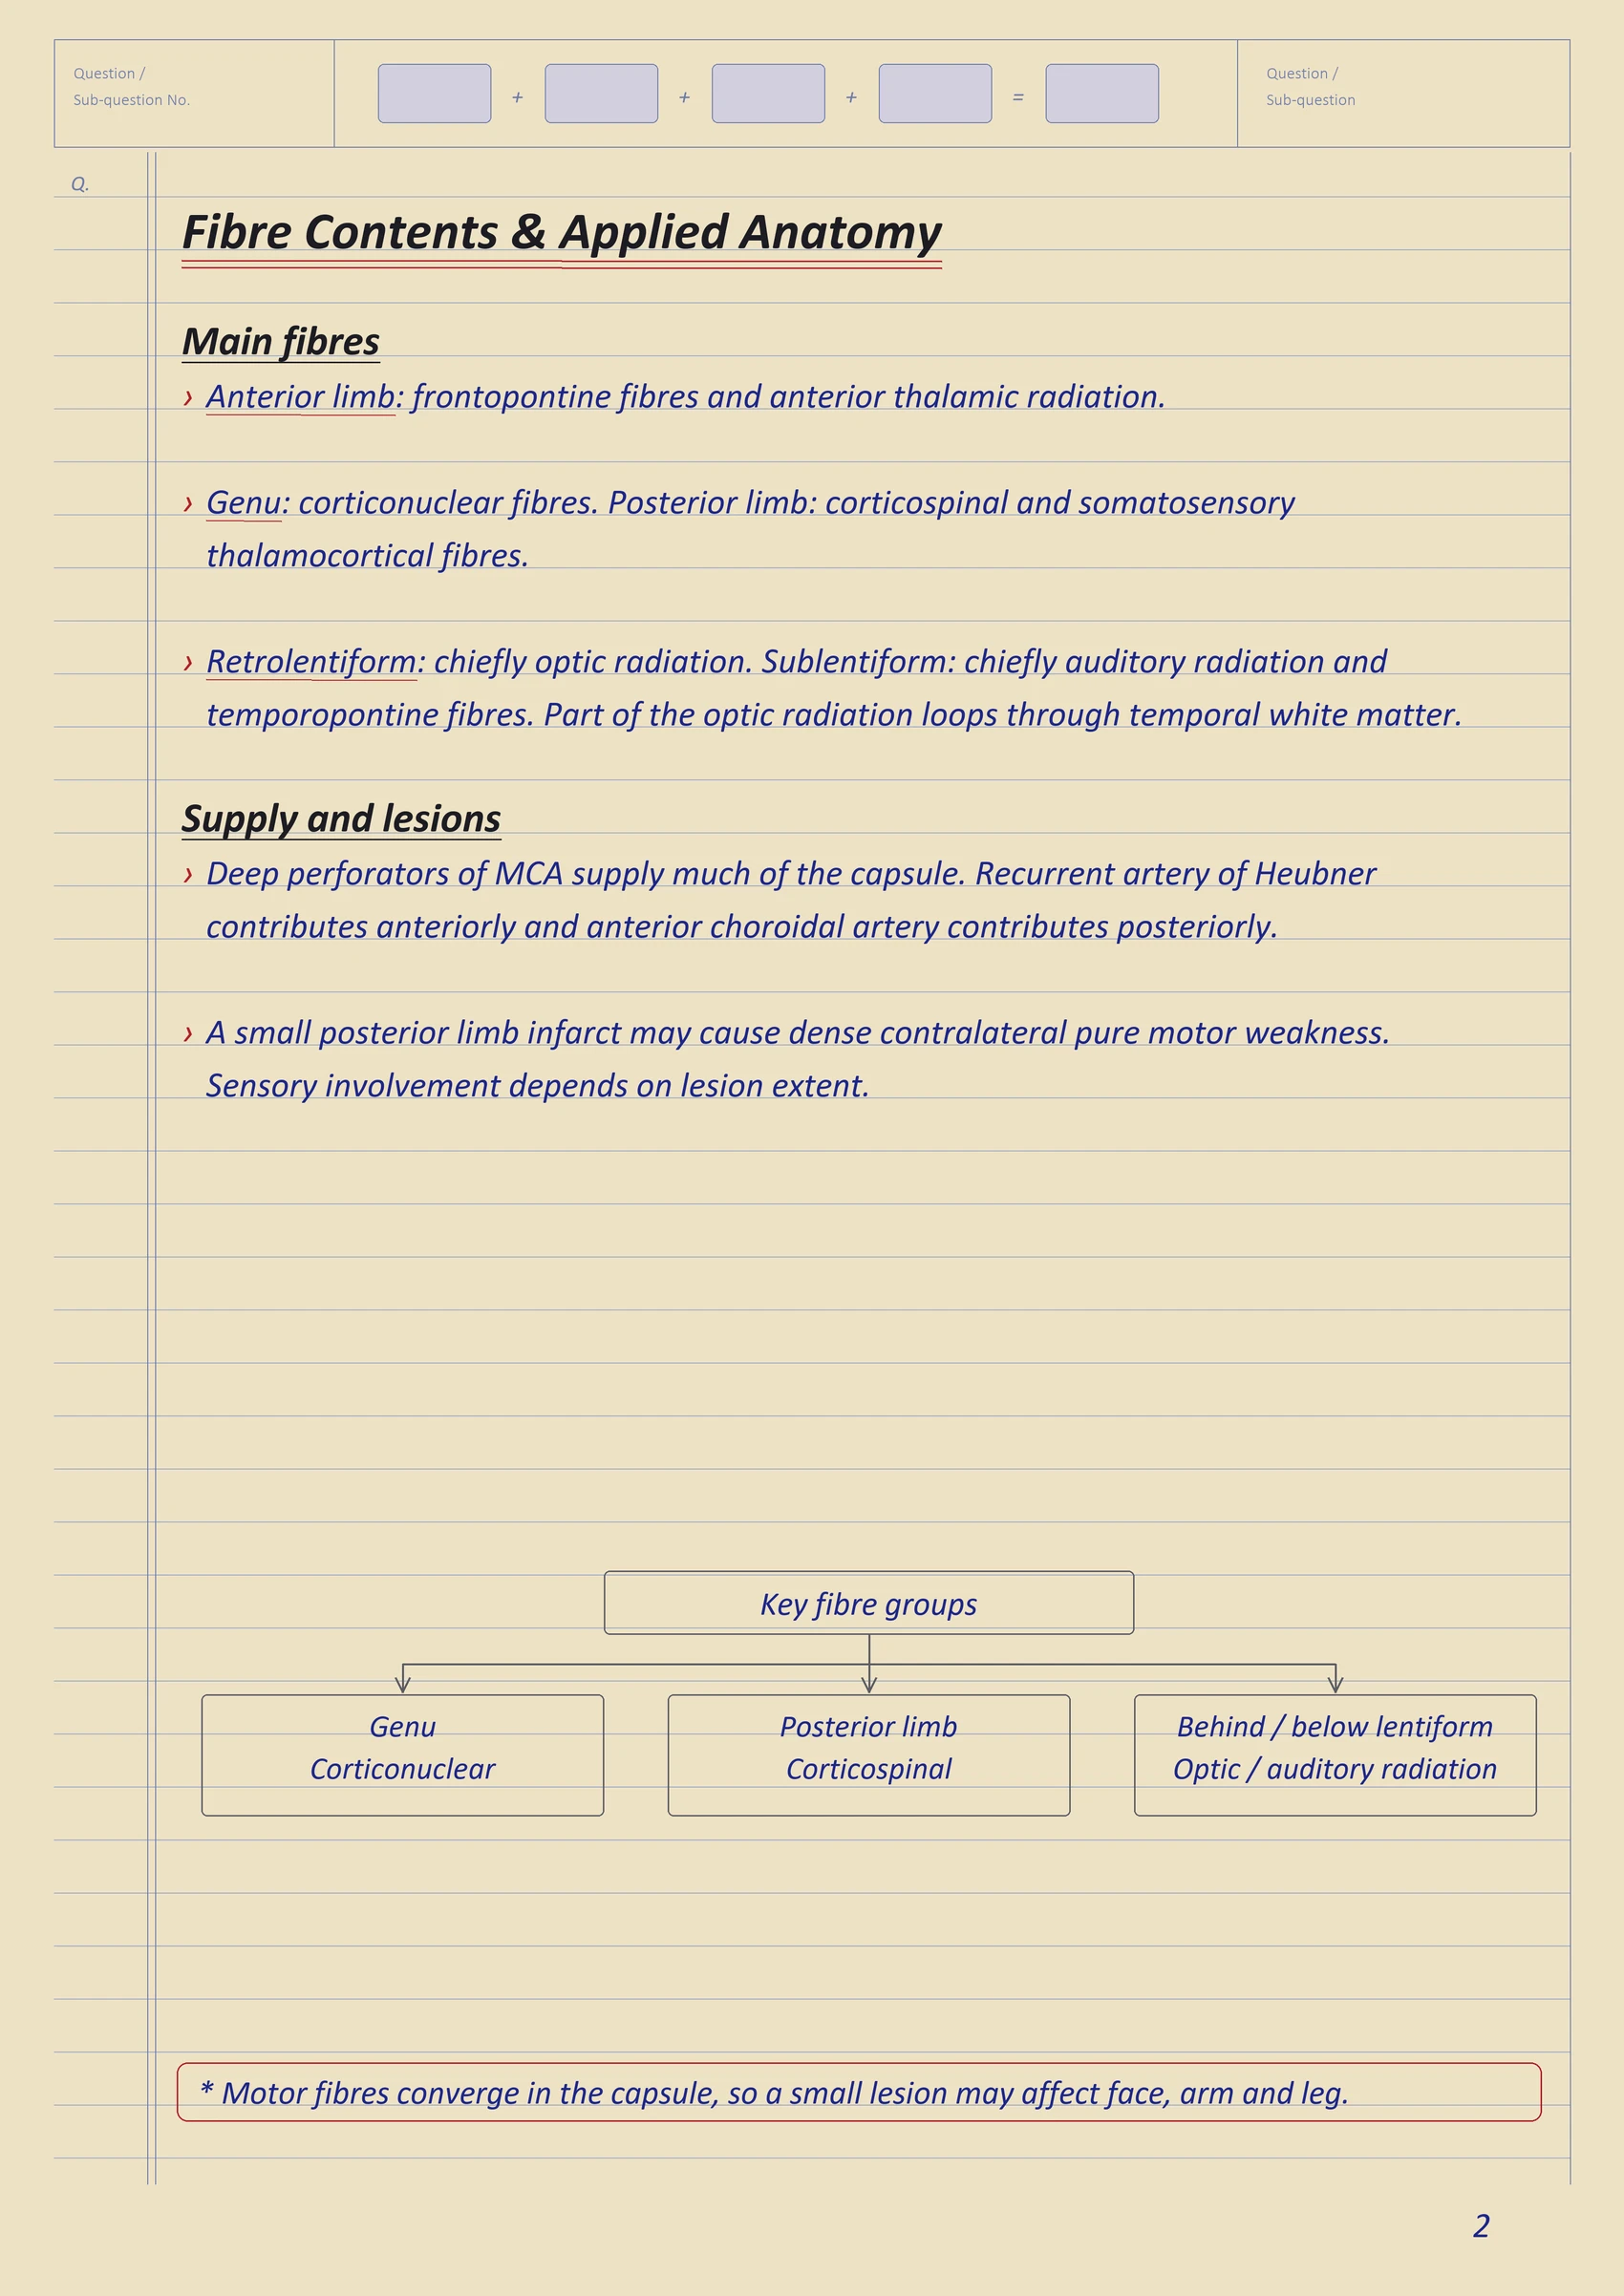 Question /
Sub-question No.
+ + + =
Question /
Sub-question
Q.
Fibre Contents & Applied Anatomy
Main fibres
› Anterior limb: frontopontine fibres and anterior thalamic radiation.
› Genu: corticonuclear fibres. Posterior limb: corticospinal and somatosensory
thalamocortical fibres.
› Retrolentiform: chiefly optic radiation. Sublentiform: chiefly auditory radiation and
temporopontine fibres. Part of the optic radiation loops through temporal white matter.
Supply and lesions
› Deep perforators of MCA supply much of the capsule. Recurrent artery of Heubner
contributes anteriorly and anterior choroidal artery contributes posteriorly.
› A small posterior limb infarct may cause dense contralateral pure motor weakness.
Sensory involvement depends on lesion extent.
Key fibre groups
Genu
Corticonuclear
Posterior limb
Corticospinal
Behind / below lentiform
Optic / auditory radiation
* Motor fibres converge in the capsule, so a small lesion may affect face, arm and leg.
2